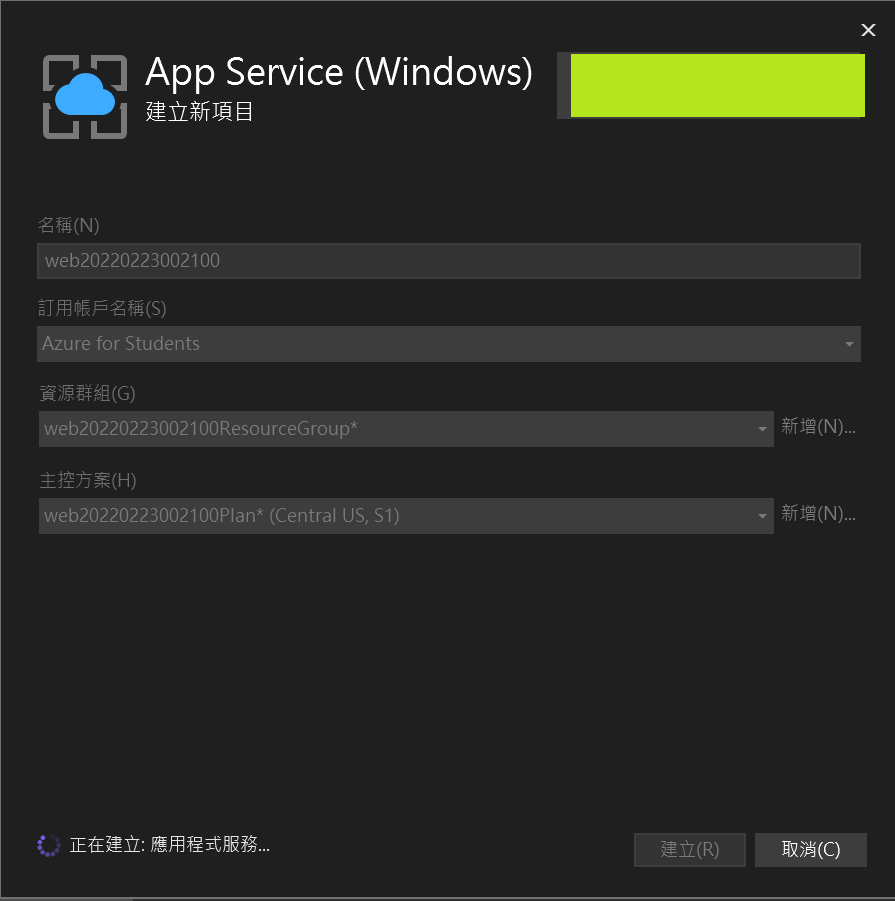 App Service (Windows)
建立新項目
名稱(N)
web20220223002100
訂用帳戶名稱(S)
Azure for Students
資源群組(G)
web20220223002100ResourceGroup*
新增(N)...
主控方案(H)
web20220223002100Plan* (Central US, S1)
新增(N)...
正在建立: 應用程式服務...
建立(R)
取消(C)